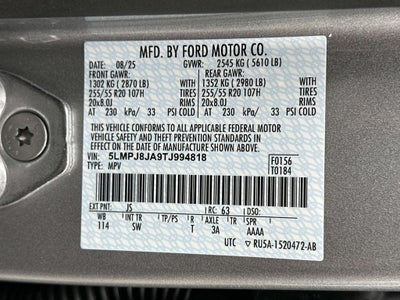 MFD. BY FORD MOTOR CO.
DATE: 08/25 GVWR: 2545 KG ( 5610 LB)
FRONT GAWR: REAR GAWR:
1302 KG ( 2870 LB) 1352 KG ( 2980 LB)
255/55 R20 107H TIRES 255/55 R20 107H
20x8.0J RIMS 20x8.0J
AT 230 kPa/ 33 PSI COLD AT 230 kPa/ 33 PSI COLD
THIS VEHICLE CONFORMS TO ALL APPLICABLE FEDERAL MOTOR
VEHICLE SAFETY AND THEFT PREVENTION STANDARDS IN
EFFECT ON THE DATE OF MANUFACTURE SHOWN ABOVE.
VIN: 5LMPJ8JA9TJ994818 F0156
TYPE: MPV T0184
EXT PNT: JS RC: 63 DSO:
WB INT TR TP/PS R AXLE TR SPR
114 SW T 3A AAAA
UTC ▽ RU5A-1520472-AB